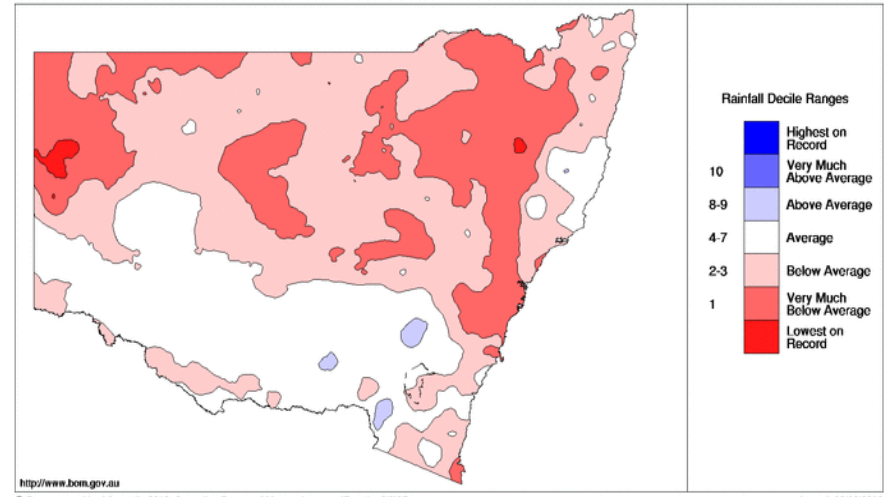 Rainfall Decile Ranges
Highest on
Record
10
Very Much
Above Average
8-9
Above Average
4-7
Average
2-3
Below Average
1
Very Much
Below Average
Lowest on
Record
http://www.bom.gov.au